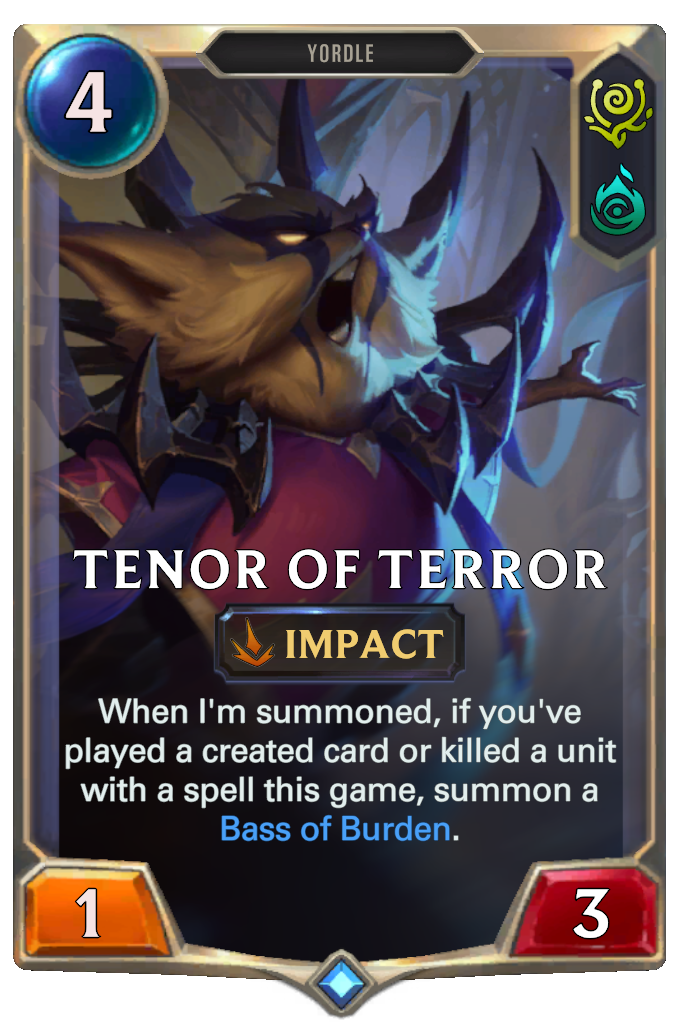 YORDLE
4
TENOR OF TERROR
IMPACT
When I'm summoned, if you've
played a created card or killed a unit
with a spell this game, summon a
Bass of Burden.
1
3